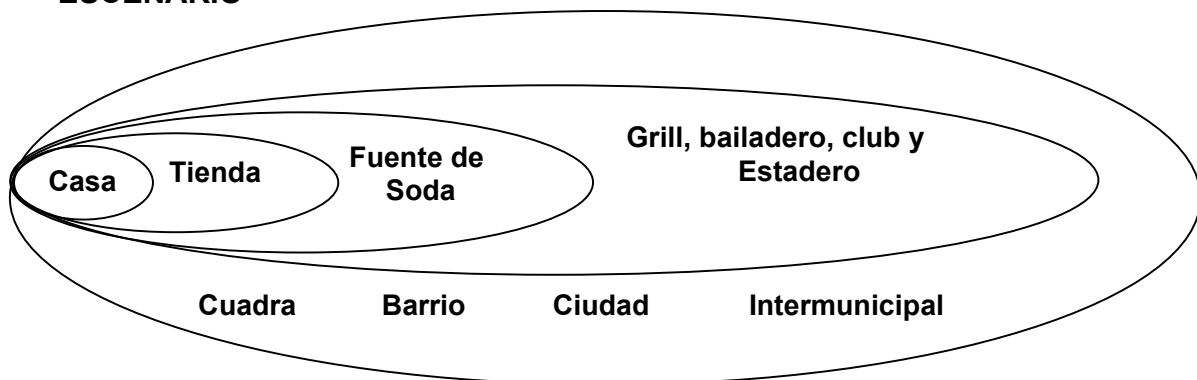 ESCENARIO
Grill, bailadero, club y
Estadero
Fuente de
Soda
Tienda
Casa
Cuadra Barrio Ciudad Intermunicipal